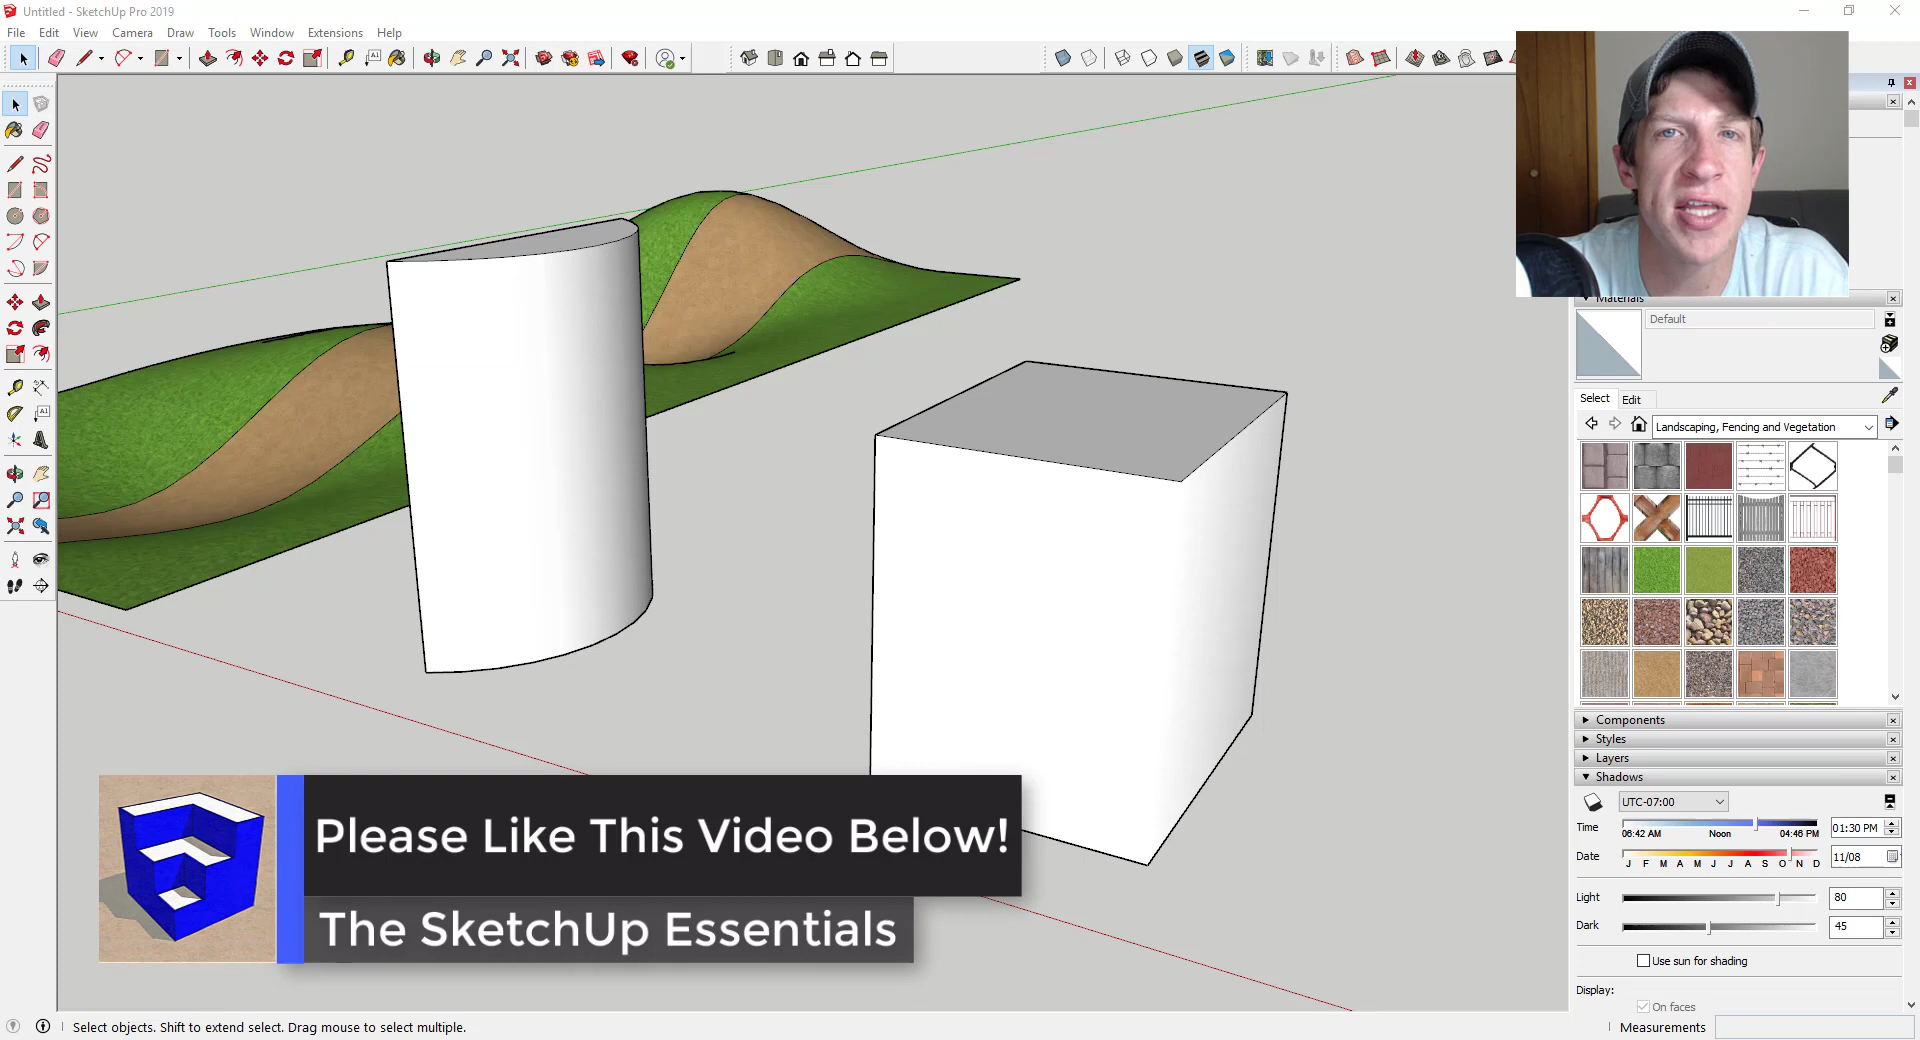 Untitled - SketchUp Pro 2019
File Edit View Camera Draw Tools Window Extensions Help
A1
Materials
Default
A1
Select Edit
Landscaping, Fencing and Vegetation
Components
Styles
Layers
Shadows
UTC-07:00
Time 06:42 AM Noon 04:46 PM 01:30 PM
Date J F M A M J J A S O N D 11/08
Light 80
Dark 45
Use sun for shading
Display:
On faces
Please Like This Video Below!
The SketchUp Essentials
Select objects. Shift to extend select. Drag mouse to select multiple.
Measurements